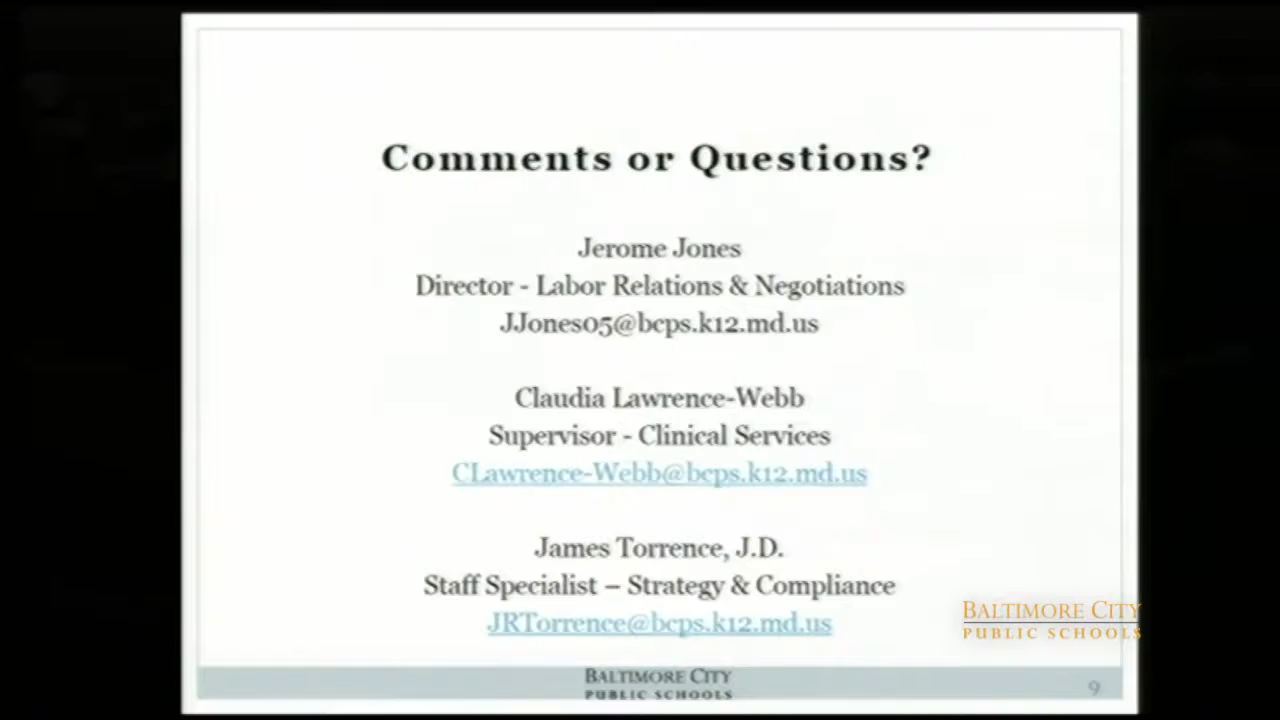 Comments or Questions?
Jerome Jones
Director - Labor Relations & Negotiations
JJones05@bcps.k12.md.us
Claudia Lawrence-Webb
Supervisor - Clinical Services
CLawrence-Webb@bcps.k12.md.us
James Torrence, J.D.
Staff Specialist – Strategy & Compliance
JRTorrence@bcps.k12.md.us
BALTIMORE CITY
PUBLIC SCHOOLS
BALTIMORE CITY
PUBLIC SCHOOLS
9